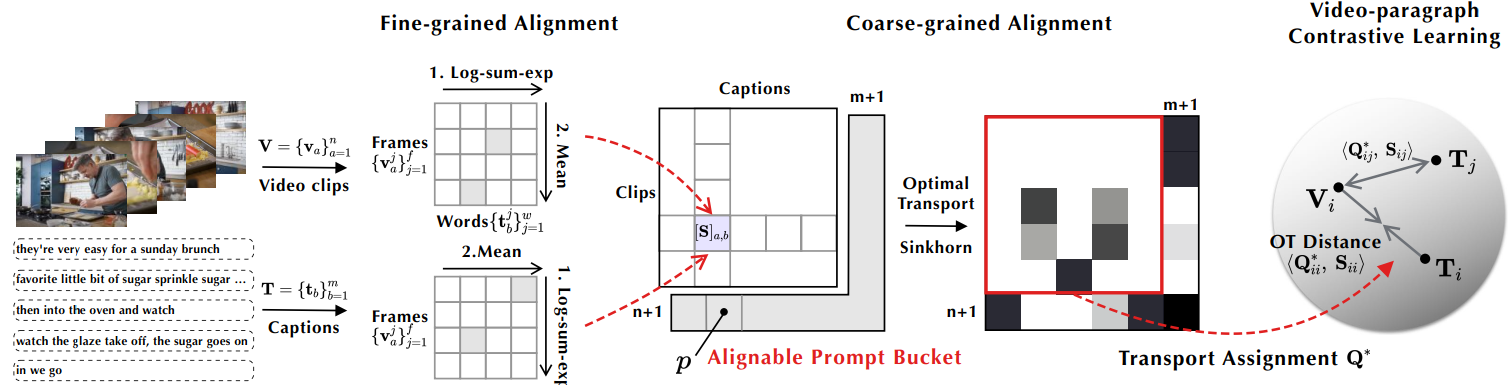 Fine-grained Alignment
Coarse-grained Alignment
Video-paragraph
Contrastive Learning
V = {v_a}^n_{a=1}
Video clips
they're very easy for a sunday brunch
favorite little bit of sugar sprinkle sugar ...
then into the oven and watch
watch the glaze take off, the sugar goes on
in we go
T = {t_b}^m_{b=1}
Captions
1. Log-sum-exp
2. Mean
Frames
{v^j_a}^f_{j=1}
Words{t^j_b}^w_{j=1}
2.Mean
1. Log-sum-exp
Frames
{v^j_a}^f_{j=1}
Captions
m+1
Clips
[S]_{a,b}
n+1
p
Alignable Prompt Bucket
Optimal
Transport
Sinkhorn
m+1
n+1
Transport Assignment Q*
⟨Q*_{ij}, S_{ij}⟩
T_j
V_i
OT Distance
⟨Q*_{ii}, S_{ii}⟩
T_i